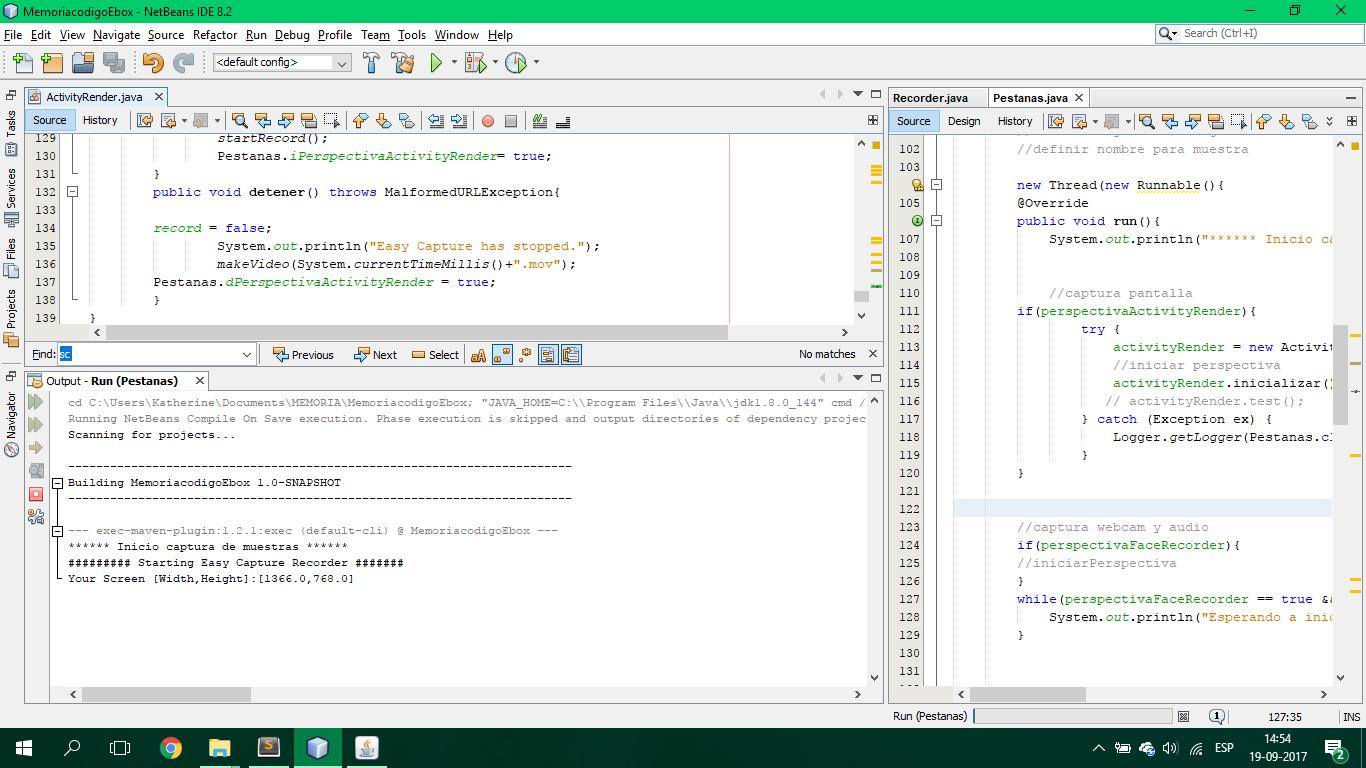 MemoriacodigoEbox - NetBeans IDE 8.2
File Edit View Navigate Source Refactor Run Debug Profile Team Tools Window Help
Search (Ctrl+I)
<default config>
Tasks
Services
Files
Projects
Navigator
ActivityRender.java
Source History
129 startRecord();
130 Pestanas.iPerspectivaActivityRender= true;
131 }
132 public void detener() throws MalformedURLException{
133
134 record = false;
135 System.out.println("Easy Capture has stopped.");
136 makeVideo(System.currentTimeMillis()+".mov");
137 Pestanas.dPerspectivaActivityRender = true;
138 }
139 }
Find: sc
Previous Next Select aA No matches
Output - Run (Pestanas)
cd C:\Users\Katherine\Documents\MEMORIA\MemoriacodigoEbox; "JAVA_HOME=C:\\Program Files\\Java\\jdk1.8.0_144" cmd /
Running NetBeans Compile On Save execution. Phase execution is skipped and output directories of dependency projec
Scanning for projects...
------------------------------------------------------------------------
Building MemoriacodigoEbox 1.0-SNAPSHOT
------------------------------------------------------------------------
--- exec-maven-plugin:1.2.1:exec (default-cli) @ MemoriacodigoEbox ---
****** Inicio captura de muestras ******
######### Starting Easy Capture Recorder #######
Your Screen [Width,Height]:[1366.0,768.0]
Recorder.java Pestanas.java
Source Design History
102 //definir nombre para muestra
103
new Thread(new Runnable(){
105 @Override
public void run(){
107 System.out.println("****** Inicio ca
108
109
110 //captura pantalla
111 if(perspectivaActivityRender){
112 try {
113 activityRender = new Activit
114 //iniciar perspectiva
115 activityRender.inicializar()
116 // activityRender.test();
117 } catch (Exception ex) {
118 Logger.getLogger(Pestanas.cl
119 }
120 }
121
122
123 //captura webcam y audio
124 if(perspectivaFaceRecorder){
125 //iniciarPerspectiva
126 }
127 while(perspectivaFaceRecorder == true &&
128 System.out.println("Esperando a inic
129 }
130
131
Run (Pestanas) 1 127:35 INS
ESP
14:54
19-09-2017
2